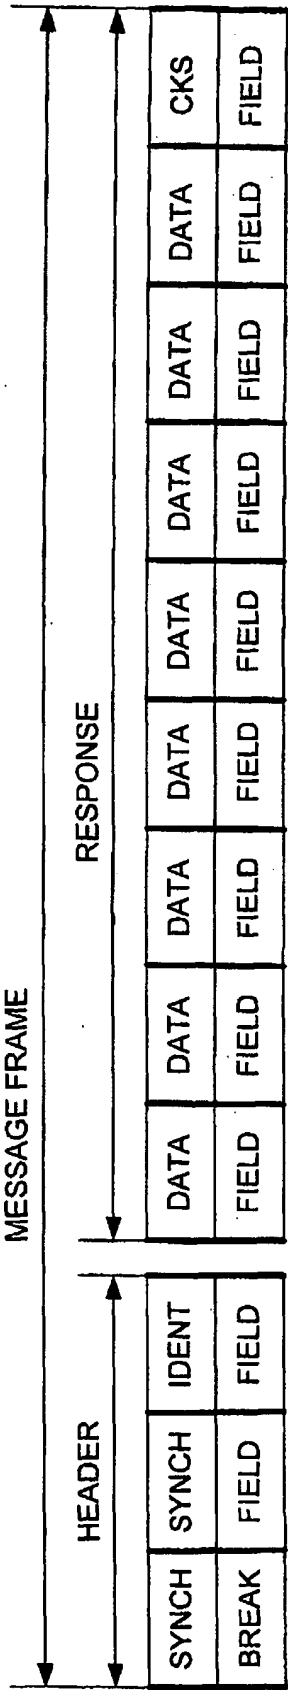 MESSAGE FRAME
HEADER RESPONSE
SYNCH SYNCH IDENT DATA DATA DATA DATA DATA DATA DATA DATA CKS
BREAK FIELD FIELD FIELD FIELD FIELD FIELD FIELD FIELD FIELD FIELD FIELD